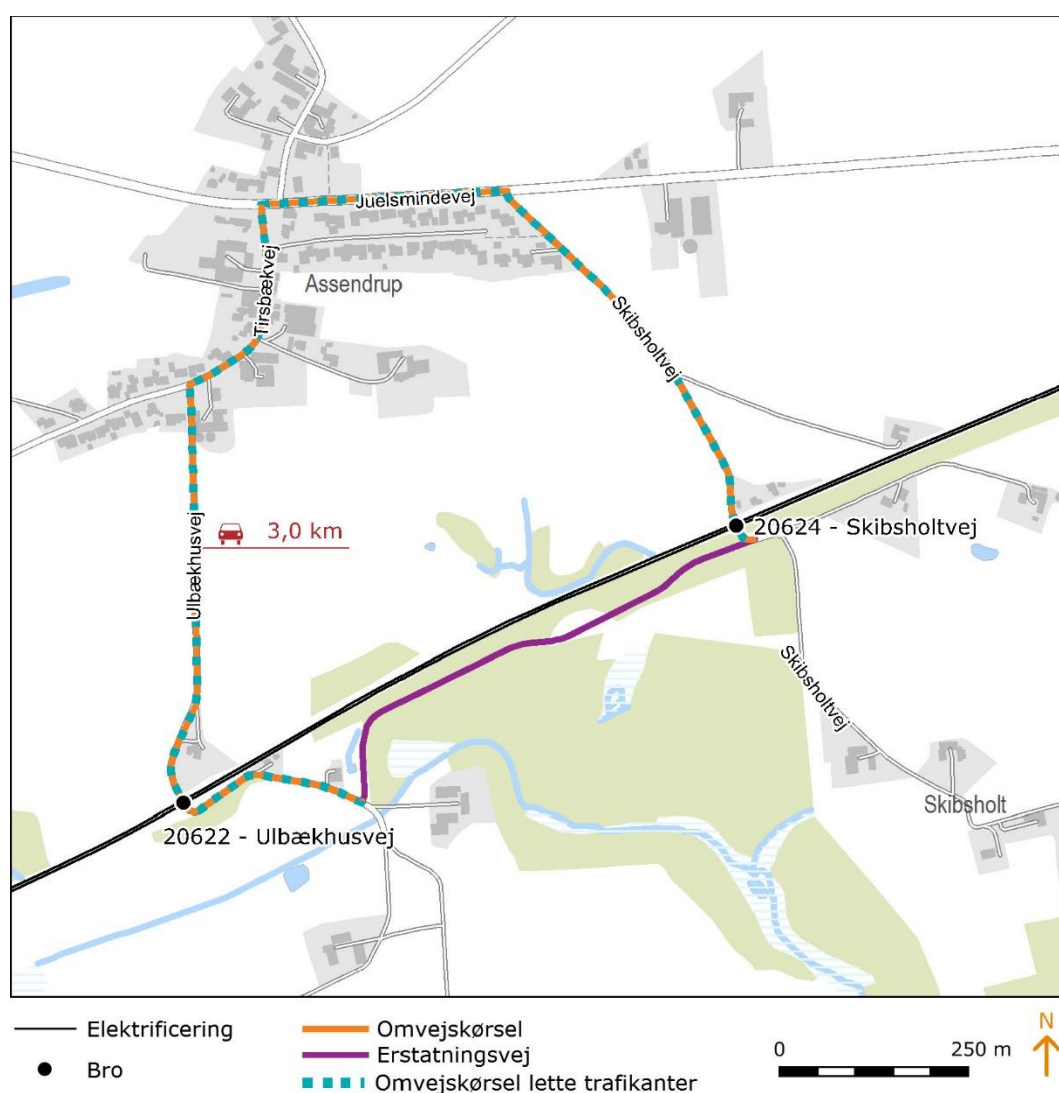 Juelsmindevej
Tirsbækvej
Assendrup
Skibsholtvej
Ulbækhusvej
3,0 km
20624 - Skibsholtvej
Skibsholtvej
Skibsholt
20622 - Ulbækhusvej
Elektrificering
Bro
Omvejskørsel
Erstatningsvej
Omvejskørsel lette trafikanter
0 250 m
N